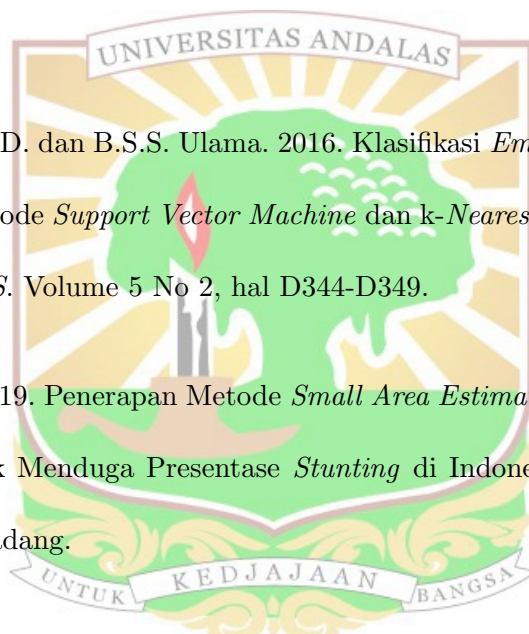 UNIVERSITAS ANDALAS
D. dan B.S.S. Ulama. 2016. Klasifikasi Em
ode Support Vector Machine dan k-Neares
S. Volume 5 No 2, hal D344-D349.
19. Penerapan Metode Small Area Estima
k Menduga Presentase Stunting di Indone
dang.
UNTUK KEDJAJAAN BANGSA